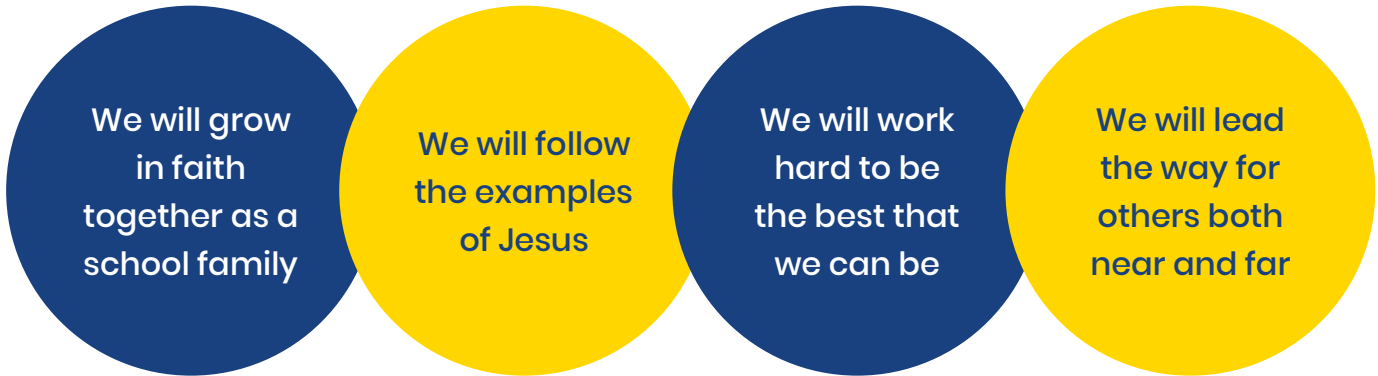 We will grow
in faith
together as a
school family
We will follow
the examples
of Jesus
We will work
hard to be
the best that
we can be
We will lead
the way for
others both
near and far